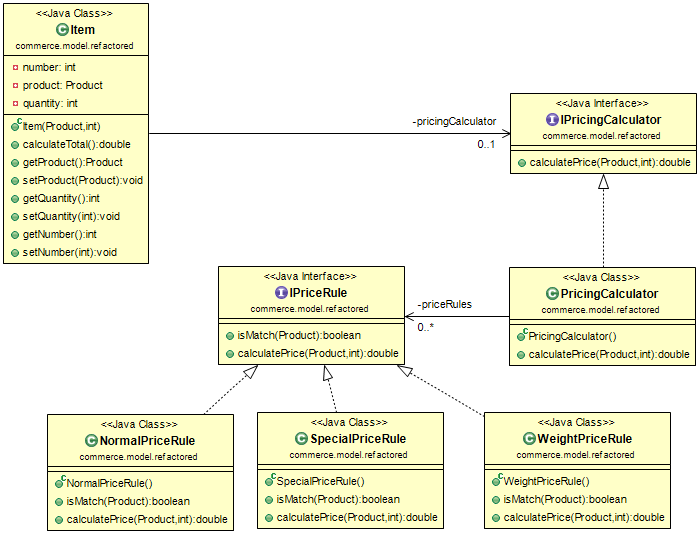 <<Java Class>>
Item
commerce.model.refactored
number: int
product: Product
quantity: int
Item(Product,int)
calculateTotal():double
getProduct():Product
setProduct(Product):void
getQuantity():int
setQuantity(int):void
getNumber():int
setNumber(int):void
-pricingCalculator
0..1
<<Java Interface>>
IPricingCalculator
commerce.model.refactored
calculatePrice(Product,int):double
<<Java Interface>>
IPriceRule
commerce.model.refactored
isMatch(Product):boolean
calculatePrice(Product,int):double
-priceRules
0..*
<<Java Class>>
PricingCalculator
commerce.model.refactored
PricingCalculator()
calculatePrice(Product,int):double
<<Java Class>>
NormalPriceRule
commerce.model.refactored
NormalPriceRule()
isMatch(Product):boolean
calculatePrice(Product,int):double
<<Java Class>>
SpecialPriceRule
commerce.model.refactored
SpecialPriceRule()
isMatch(Product):boolean
calculatePrice(Product,int):double
<<Java Class>>
WeightPriceRule
commerce.model.refactored
WeightPriceRule()
isMatch(Product):boolean
calculatePrice(Product,int):double